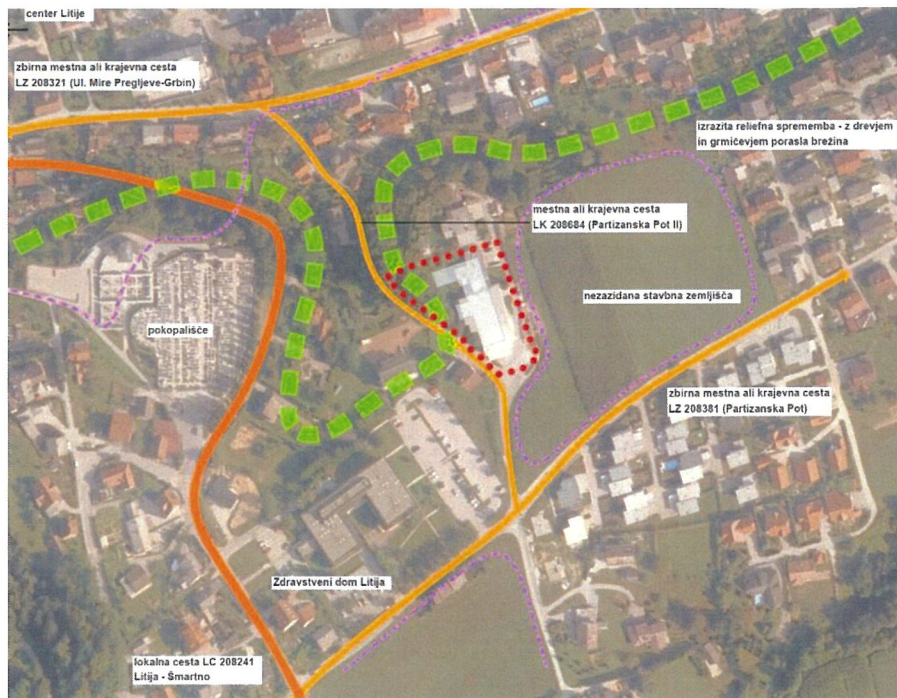 center Litije
zbirna mestna ali krajevna cesta
LZ 208321 (Ul. Mire Pregljeve-Grbin)
izrazita reliefna sprememba - z drevjem
in grmičevjem porasla brežina
mestna ali krajevna cesta
LK 208684 (Partizanska Pot II)
nezazidana stavbna zemljišča
pokopališče
zbirna mestna ali krajevna cesta
LZ 208381 (Partizanska Pot)
Zdravstveni dom Litija
lokalna cesta LC 208241
Litija - Šmartno